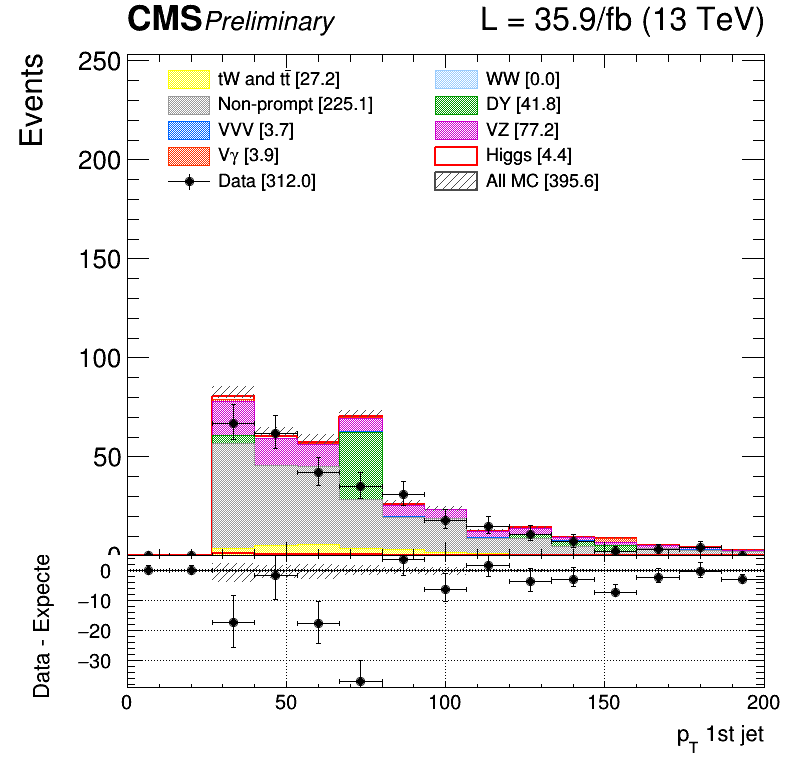 CMS Preliminary L = 35.9/fb (13 TeV)
Events
250
200
150
100
50
0
tW and tt̄ [27.2]
Non-prompt [225.1]
VVV [3.7]
Vγ [3.9]
Data [312.0]
WW [0.0]
DY [41.8]
VZ [77.2]
Higgs [4.4]
All MC [395.6]
Data - Expecte
0
−10
−20
−30
0 50 100 150 200
p_T 1st jet